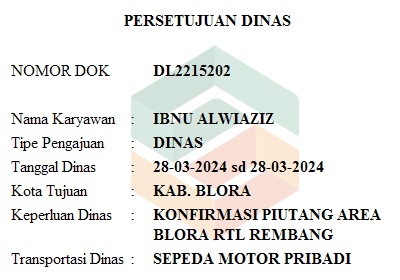 PERSETUJUAN DINAS
NOMOR DOK DL2215202
Nama Karyawan : IBNU ALWIAZIZ
Tipe Pengajuan : DINAS
Tanggal Dinas : 28-03-2024 sd 28-03-2024
Kota Tujuan : KAB. BLORA
Keperluan Dinas : KONFIRMASI PIUTANG AREA
BLORA RTL REMBANG
Transportasi Dinas : SEPEDA MOTOR PRIBADI